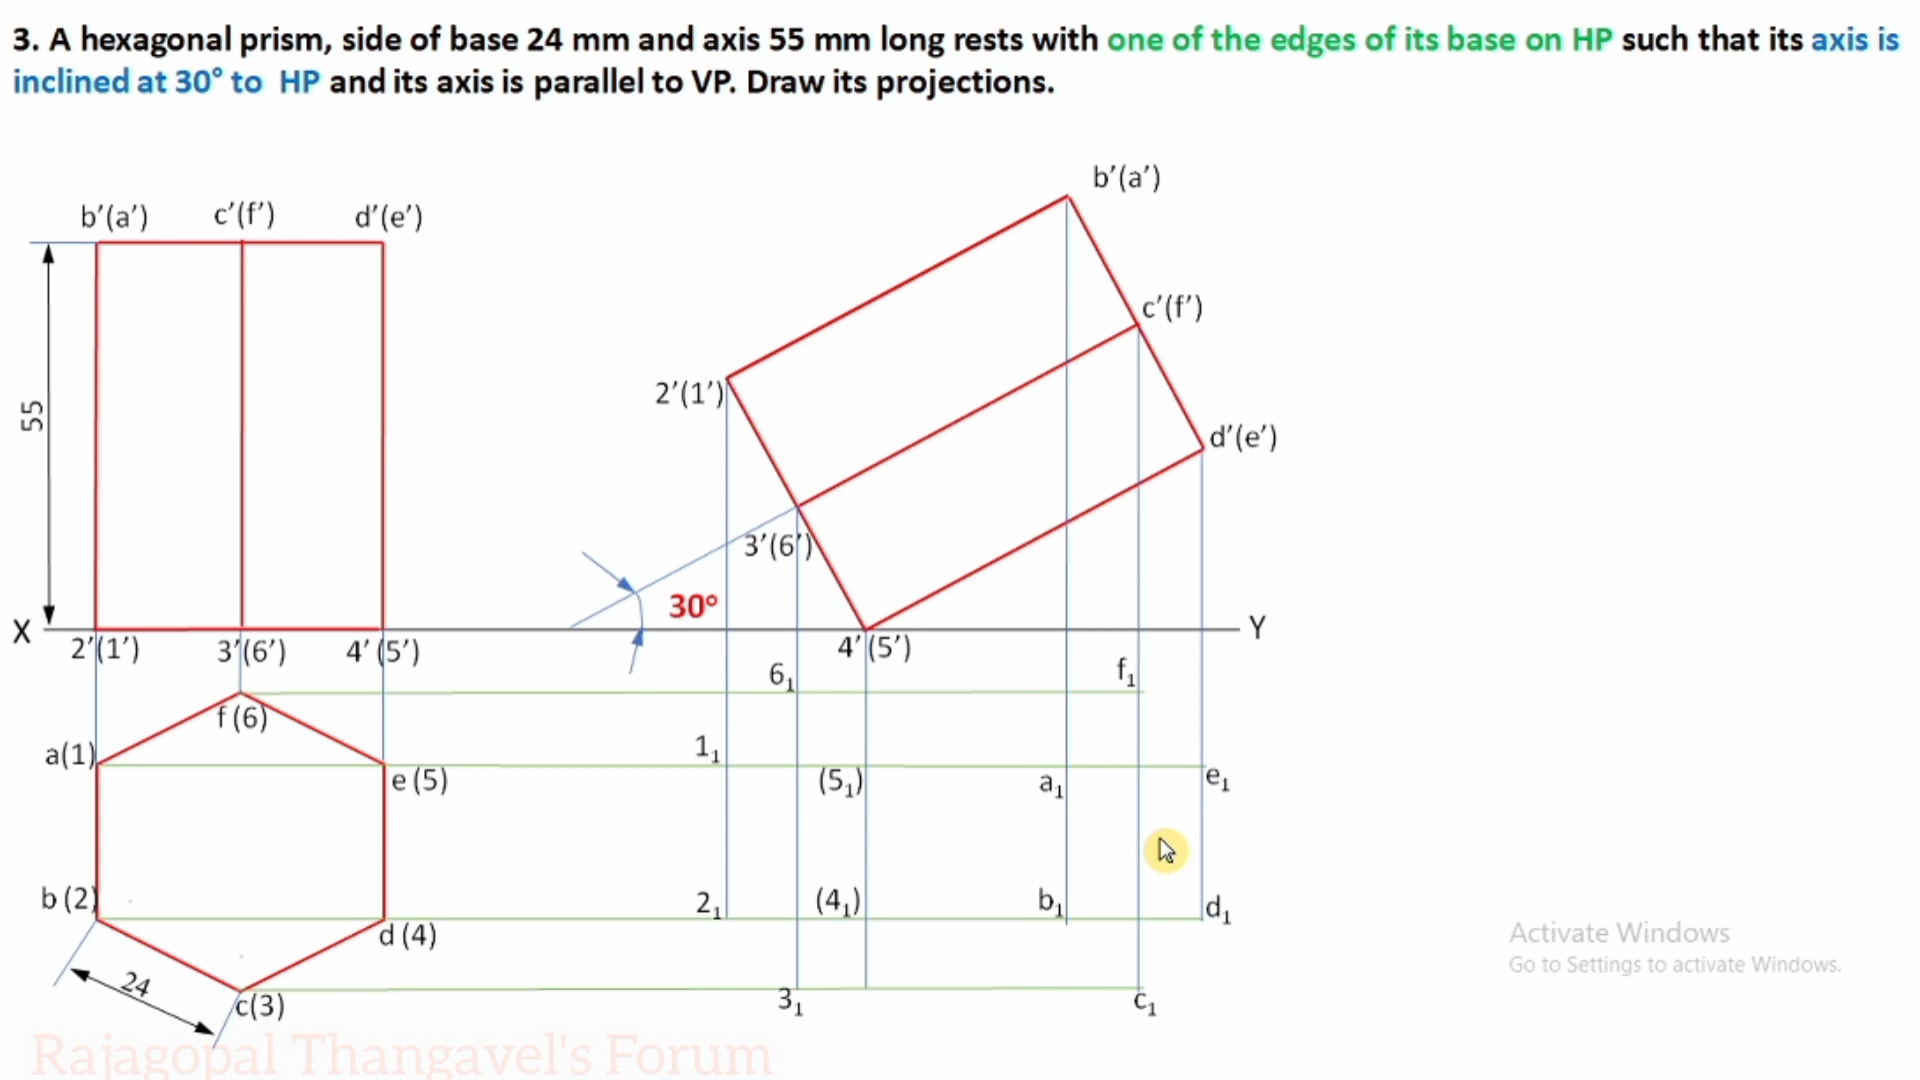 3. A hexagonal prism, side of base 24 mm and axis 55 mm long rests with one of the edges of its base on HP such that its axis is
inclined at 30° to HP and its axis is parallel to VP. Draw its projections.
b'(a')
b'(a') c'(f') d'(e')
c'(f')
2'(1')
55
d'(e')
3'(6')
30°
X Y
2'(1') 3'(6') 4'(5') 4'(5')
6₁ f₁
f (6)
a(1) 1₁
e (5) (5₁) a₁ e₁
b (2) 2₁ (4₁) b₁ d₁
d (4)
24
c(3) 3₁ c₁
Activate Windows
Go to Settings to activate Windows.
Rajagopal Thangavel's Forum